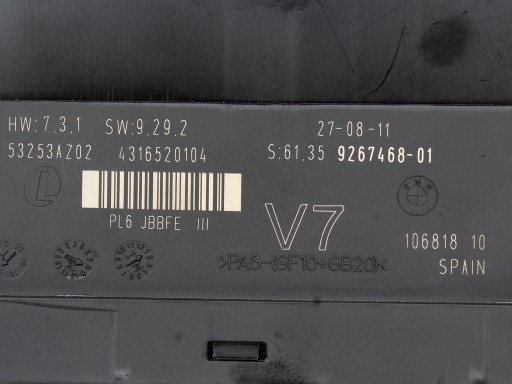 HW:7.3.1 SW:9.29.2 27-08-11
53253AZ02 4316520104 S:61.35 9267468-01
PL6 JBBFE III
V7
106818 10
>PA6-(GF10+GB20)<
SPAIN